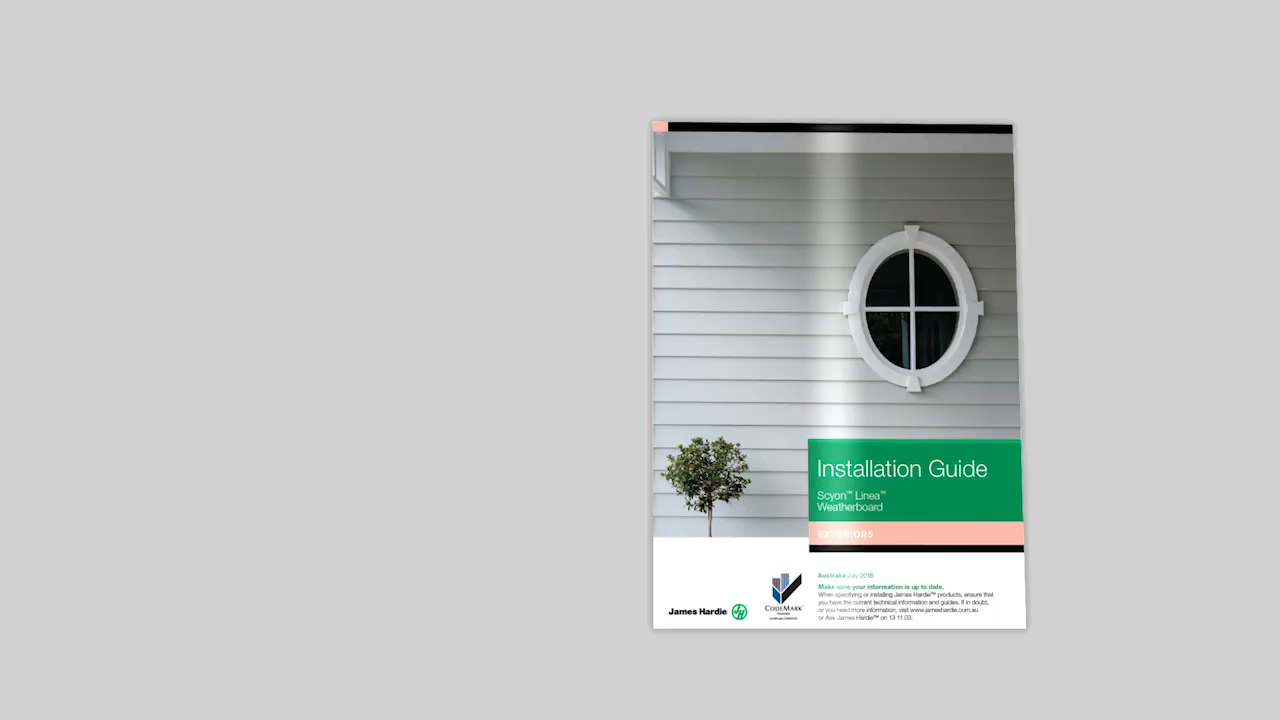 Installation Guide
Scyon™ Linea™
Weatherboard
EXTERIORS
Australia July 2018
Make sure your information is up to date.
When specifying or installing James Hardie™ products, ensure that
you have the current technical information and guides. If in doubt,
or you need more information, visit www.jameshardie.com.au
or Ask James Hardie™ on 13 11 03.
James Hardie
CODEMARK